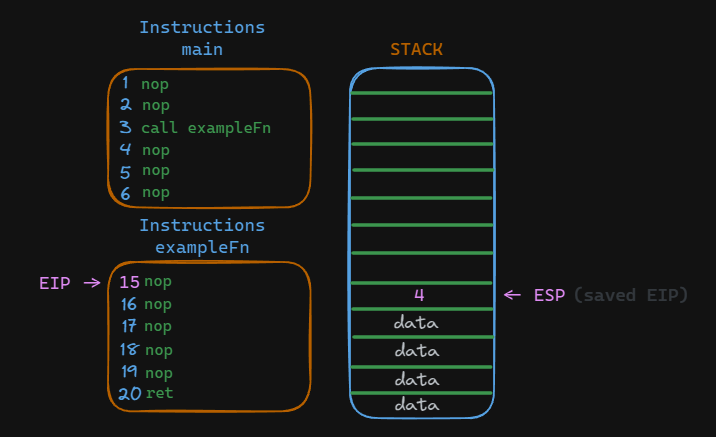 Instructions
main
1 nop
2 nop
3 call exampleFn
4 nop
5 nop
6 nop
Instructions
exampleFn
EIP → 15 nop
16 nop
17 nop
18 nop
19 nop
20 ret
STACK
4 ← ESP (saved EIP)
data
data
data
data